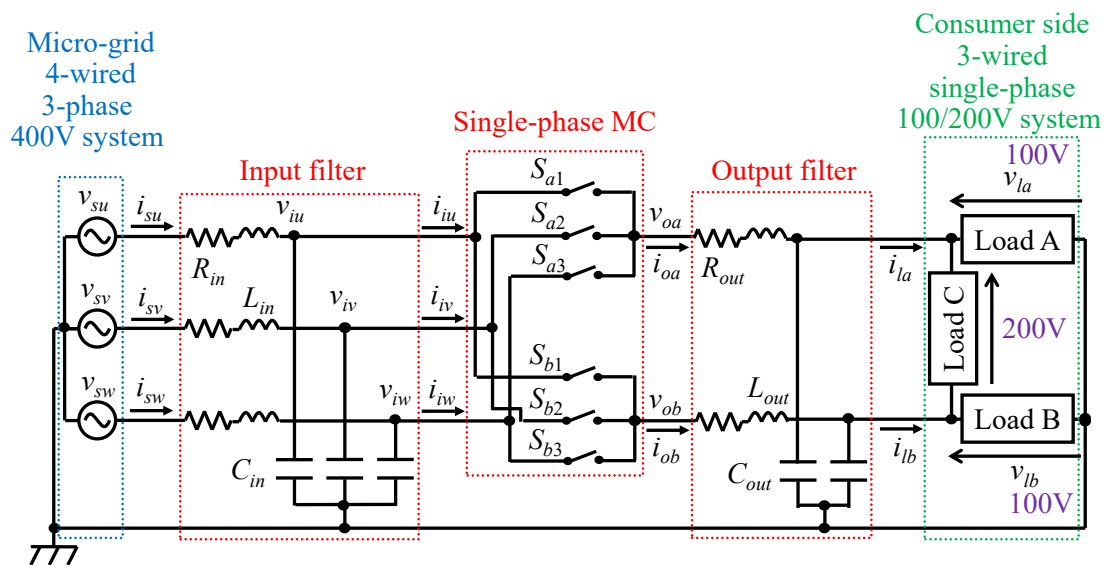 Micro-grid
4-wired
3-phase
400V system
Consumer side
3-wired
single-phase
100/200V system
Single-phase MC
Input filter
Output filter
100V
v_la
v_su
i_su
v_iu
i_iu
S_a1
S_a2
S_a3
v_oa
i_oa
R_in
R_out
i_la
Load A
v_sv
i_sv
L_in
v_iv
i_iv
Load C
200V
v_sw
i_sw
v_iw
i_iw
S_b1
S_b2
S_b3
v_ob
i_ob
L_out
i_lb
Load B
C_in
C_out
v_lb
100V